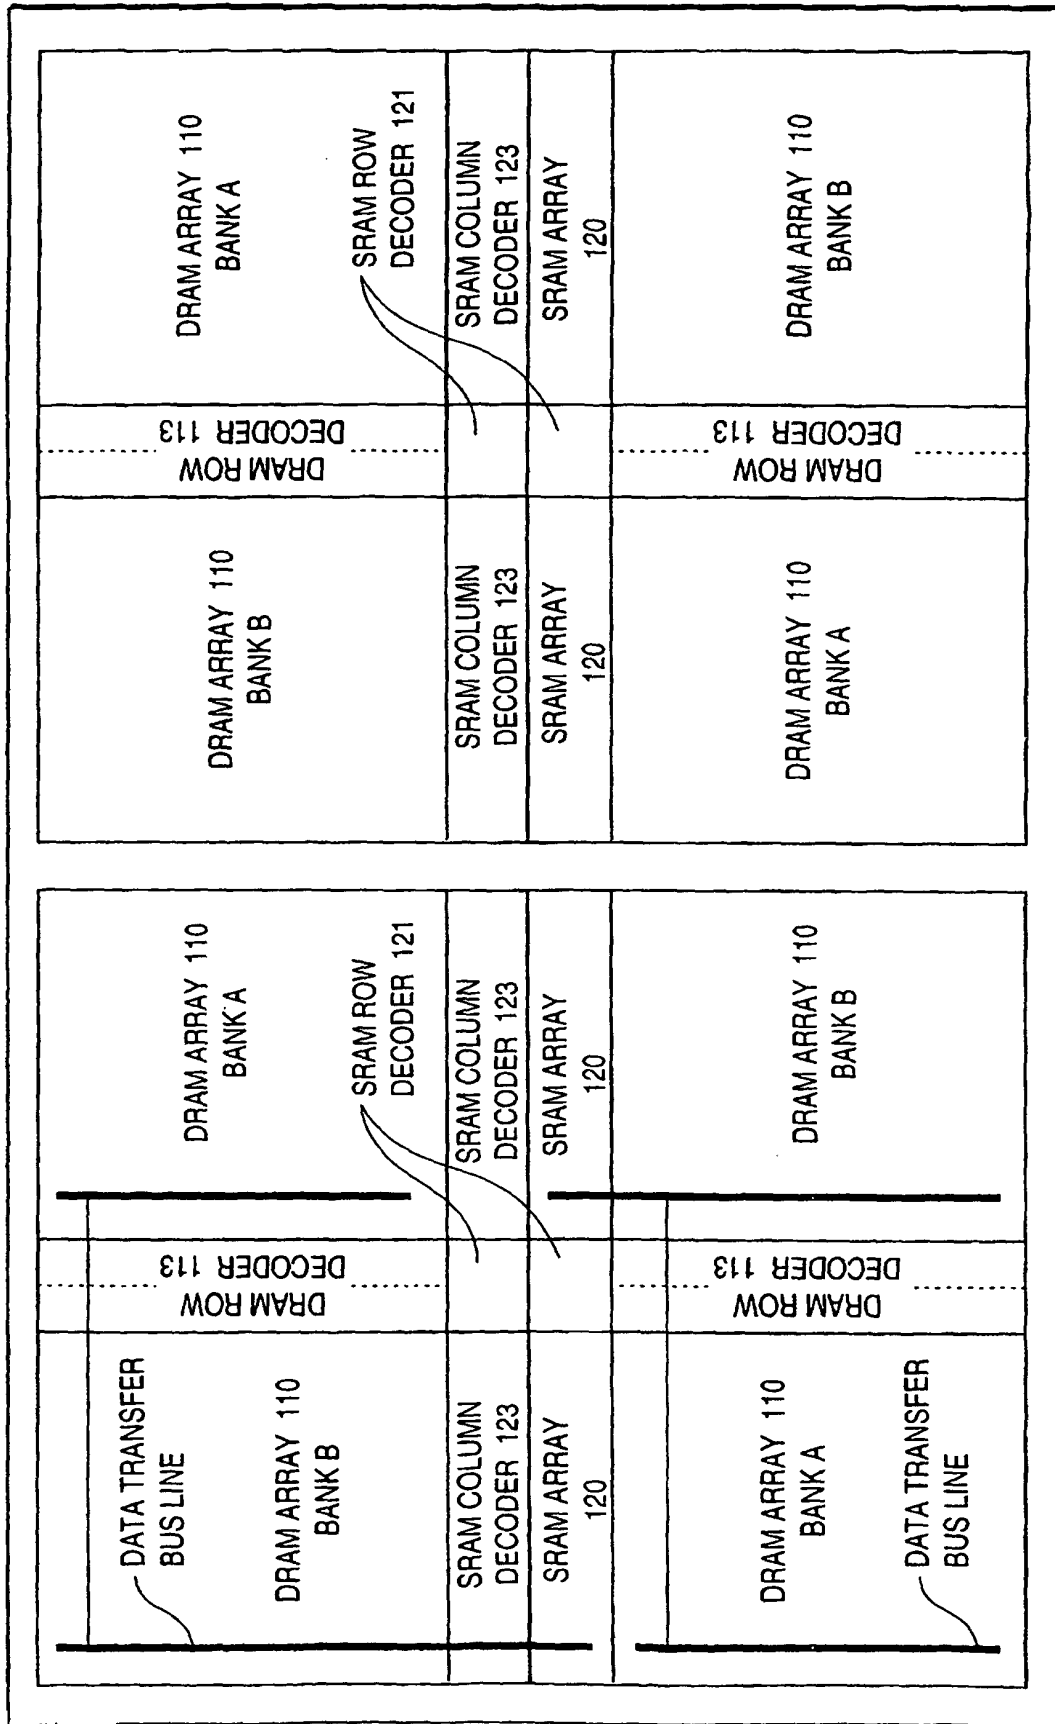 DATA TRANSFER
BUS LINE
DRAM ARRAY 110
BANK B
DRAM ROW
DECODER 113
DRAM ARRAY 110
BANK A
SRAM ROW
DECODER 121
SRAM COLUMN
DECODER 123
SRAM COLUMN
DECODER 123
SRAM ARRAY
120
SRAM ARRAY
120
DRAM ARRAY 110
BANK A
DATA TRANSFER
BUS LINE
DRAM ROW
DECODER 113
DRAM ARRAY 110
BANK B
DRAM ARRAY 110
BANK B
DRAM ROW
DECODER 113
DRAM ARRAY 110
BANK A
SRAM ROW
DECODER 121
SRAM COLUMN
DECODER 123
SRAM COLUMN
DECODER 123
SRAM ARRAY
120
SRAM ARRAY
120
DRAM ARRAY 110
BANK A
DRAM ROW
DECODER 113
DRAM ARRAY 110
BANK B